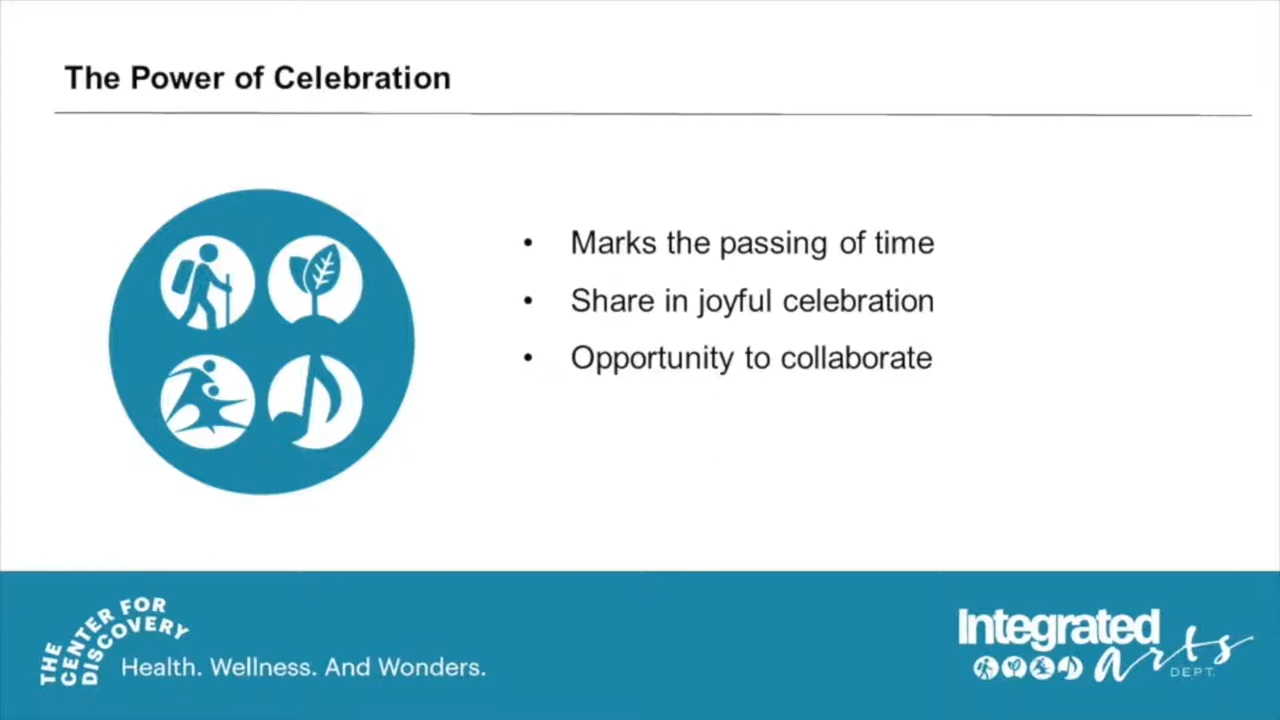 The Power of Celebration
• Marks the passing of time
• Share in joyful celebration
• Opportunity to collaborate
THE
CENTER FOR
DISCOVERY
Health. Wellness. And Wonders.
Integrated
arts
DEPT.